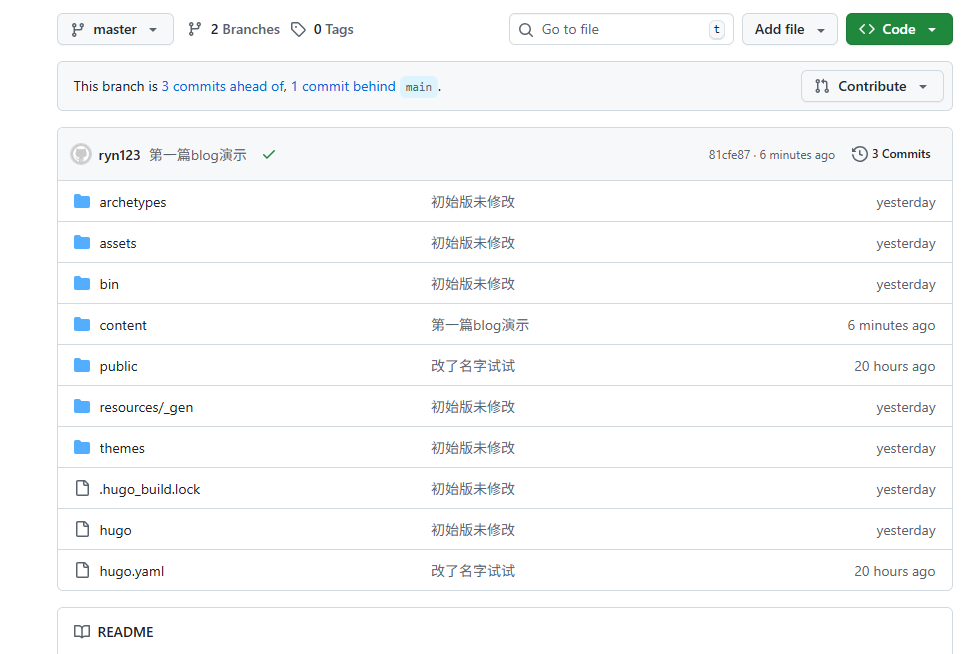 master 2 Branches 0 Tags Go to file t Add file Code
This branch is 3 commits ahead of, 1 commit behind main .
Contribute
ryn123 第一篇blog演示 81cfe87 · 6 minutes ago 3 Commits
archetypes 初始版未修改 yesterday
assets 初始版未修改 yesterday
bin 初始版未修改 yesterday
content 第一篇blog演示 6 minutes ago
public 改了名字试试 20 hours ago
resources/_gen 初始版未修改 yesterday
themes 初始版未修改 yesterday
.hugo_build.lock 初始版未修改 yesterday
hugo 初始版未修改 yesterday
hugo.yaml 改了名字试试 20 hours ago
README